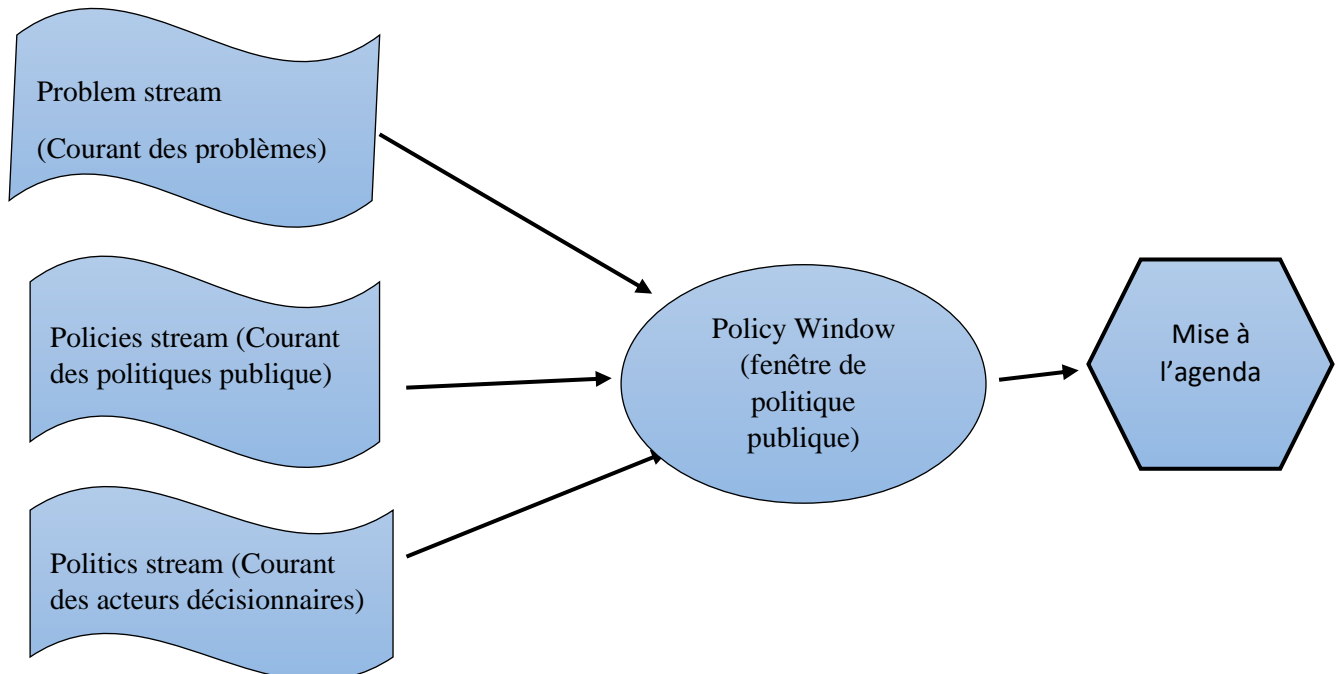 Problem stream
(Courant des problèmes)
Policies stream (Courant
des politiques publique)
Politics stream (Courant
des acteurs décisionnaires)
Policy Window
(fenêtre de
politique
publique)
Mise à
l’agenda